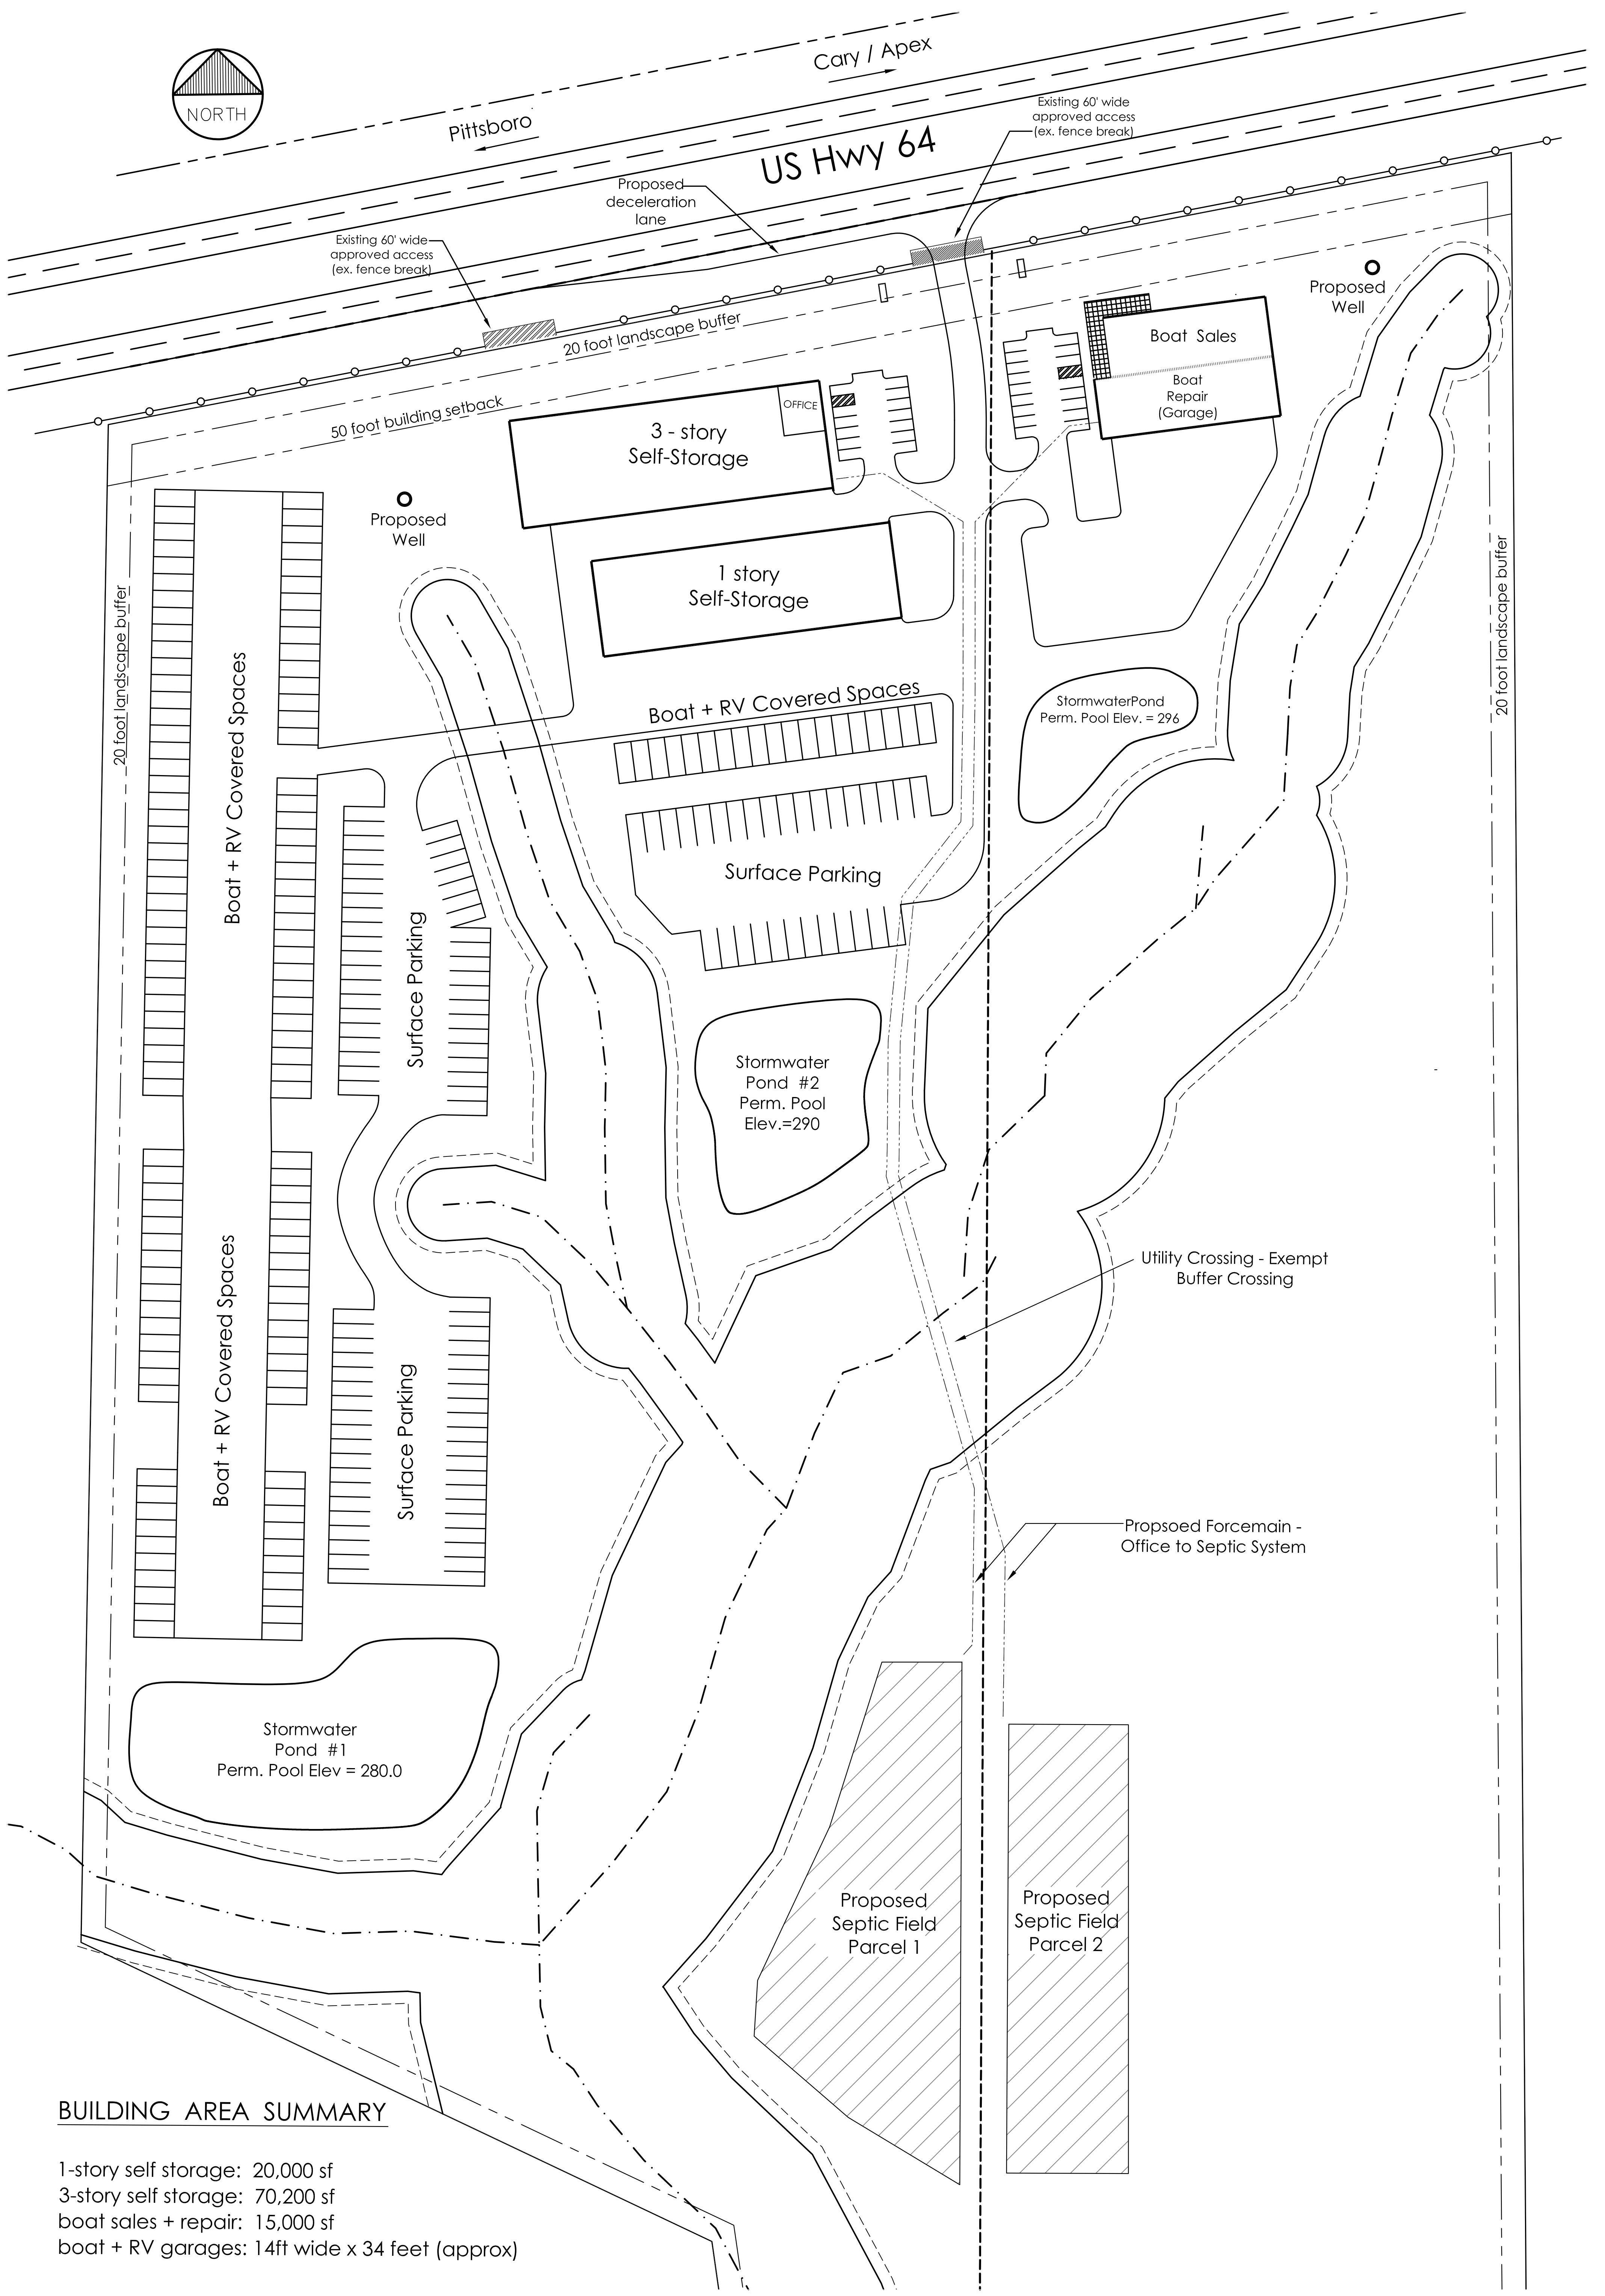 NORTH
Cary / Apex
Pittsboro
US Hwy 64
Existing 60' wide
approved access
(ex. fence break)
Proposed
deceleration
lane
Existing 60' wide
approved access
(ex. fence break)
20 foot landscape buffer
50 foot building setback
Proposed
Well
Boat Sales
Boat
Repair
(Garage)
OFFICE
3 - story
Self-Storage
Proposed
Well
1 story
Self-Storage
20 foot landscape buffer
20 foot landscape buffer
Boat + RV Covered Spaces
Boat + RV Covered Spaces
StormwaterPond
Perm. Pool Elev. = 296
Surface Parking
Surface Parking
Stormwater
Pond #2
Perm. Pool
Elev.=290
Boat + RV Covered Spaces
Surface Parking
Utility Crossing - Exempt
Buffer Crossing
Propsoed Forcemain -
Office to Septic System
Stormwater
Pond #1
Perm. Pool Elev = 280.0
Proposed
Septic Field
Parcel 1
Proposed
Septic Field
Parcel 2
BUILDING AREA SUMMARY
1-story self storage: 20,000 sf
3-story self storage: 70,200 sf
boat sales + repair: 15,000 sf
boat + RV garages: 14ft wide x 34 feet (approx)